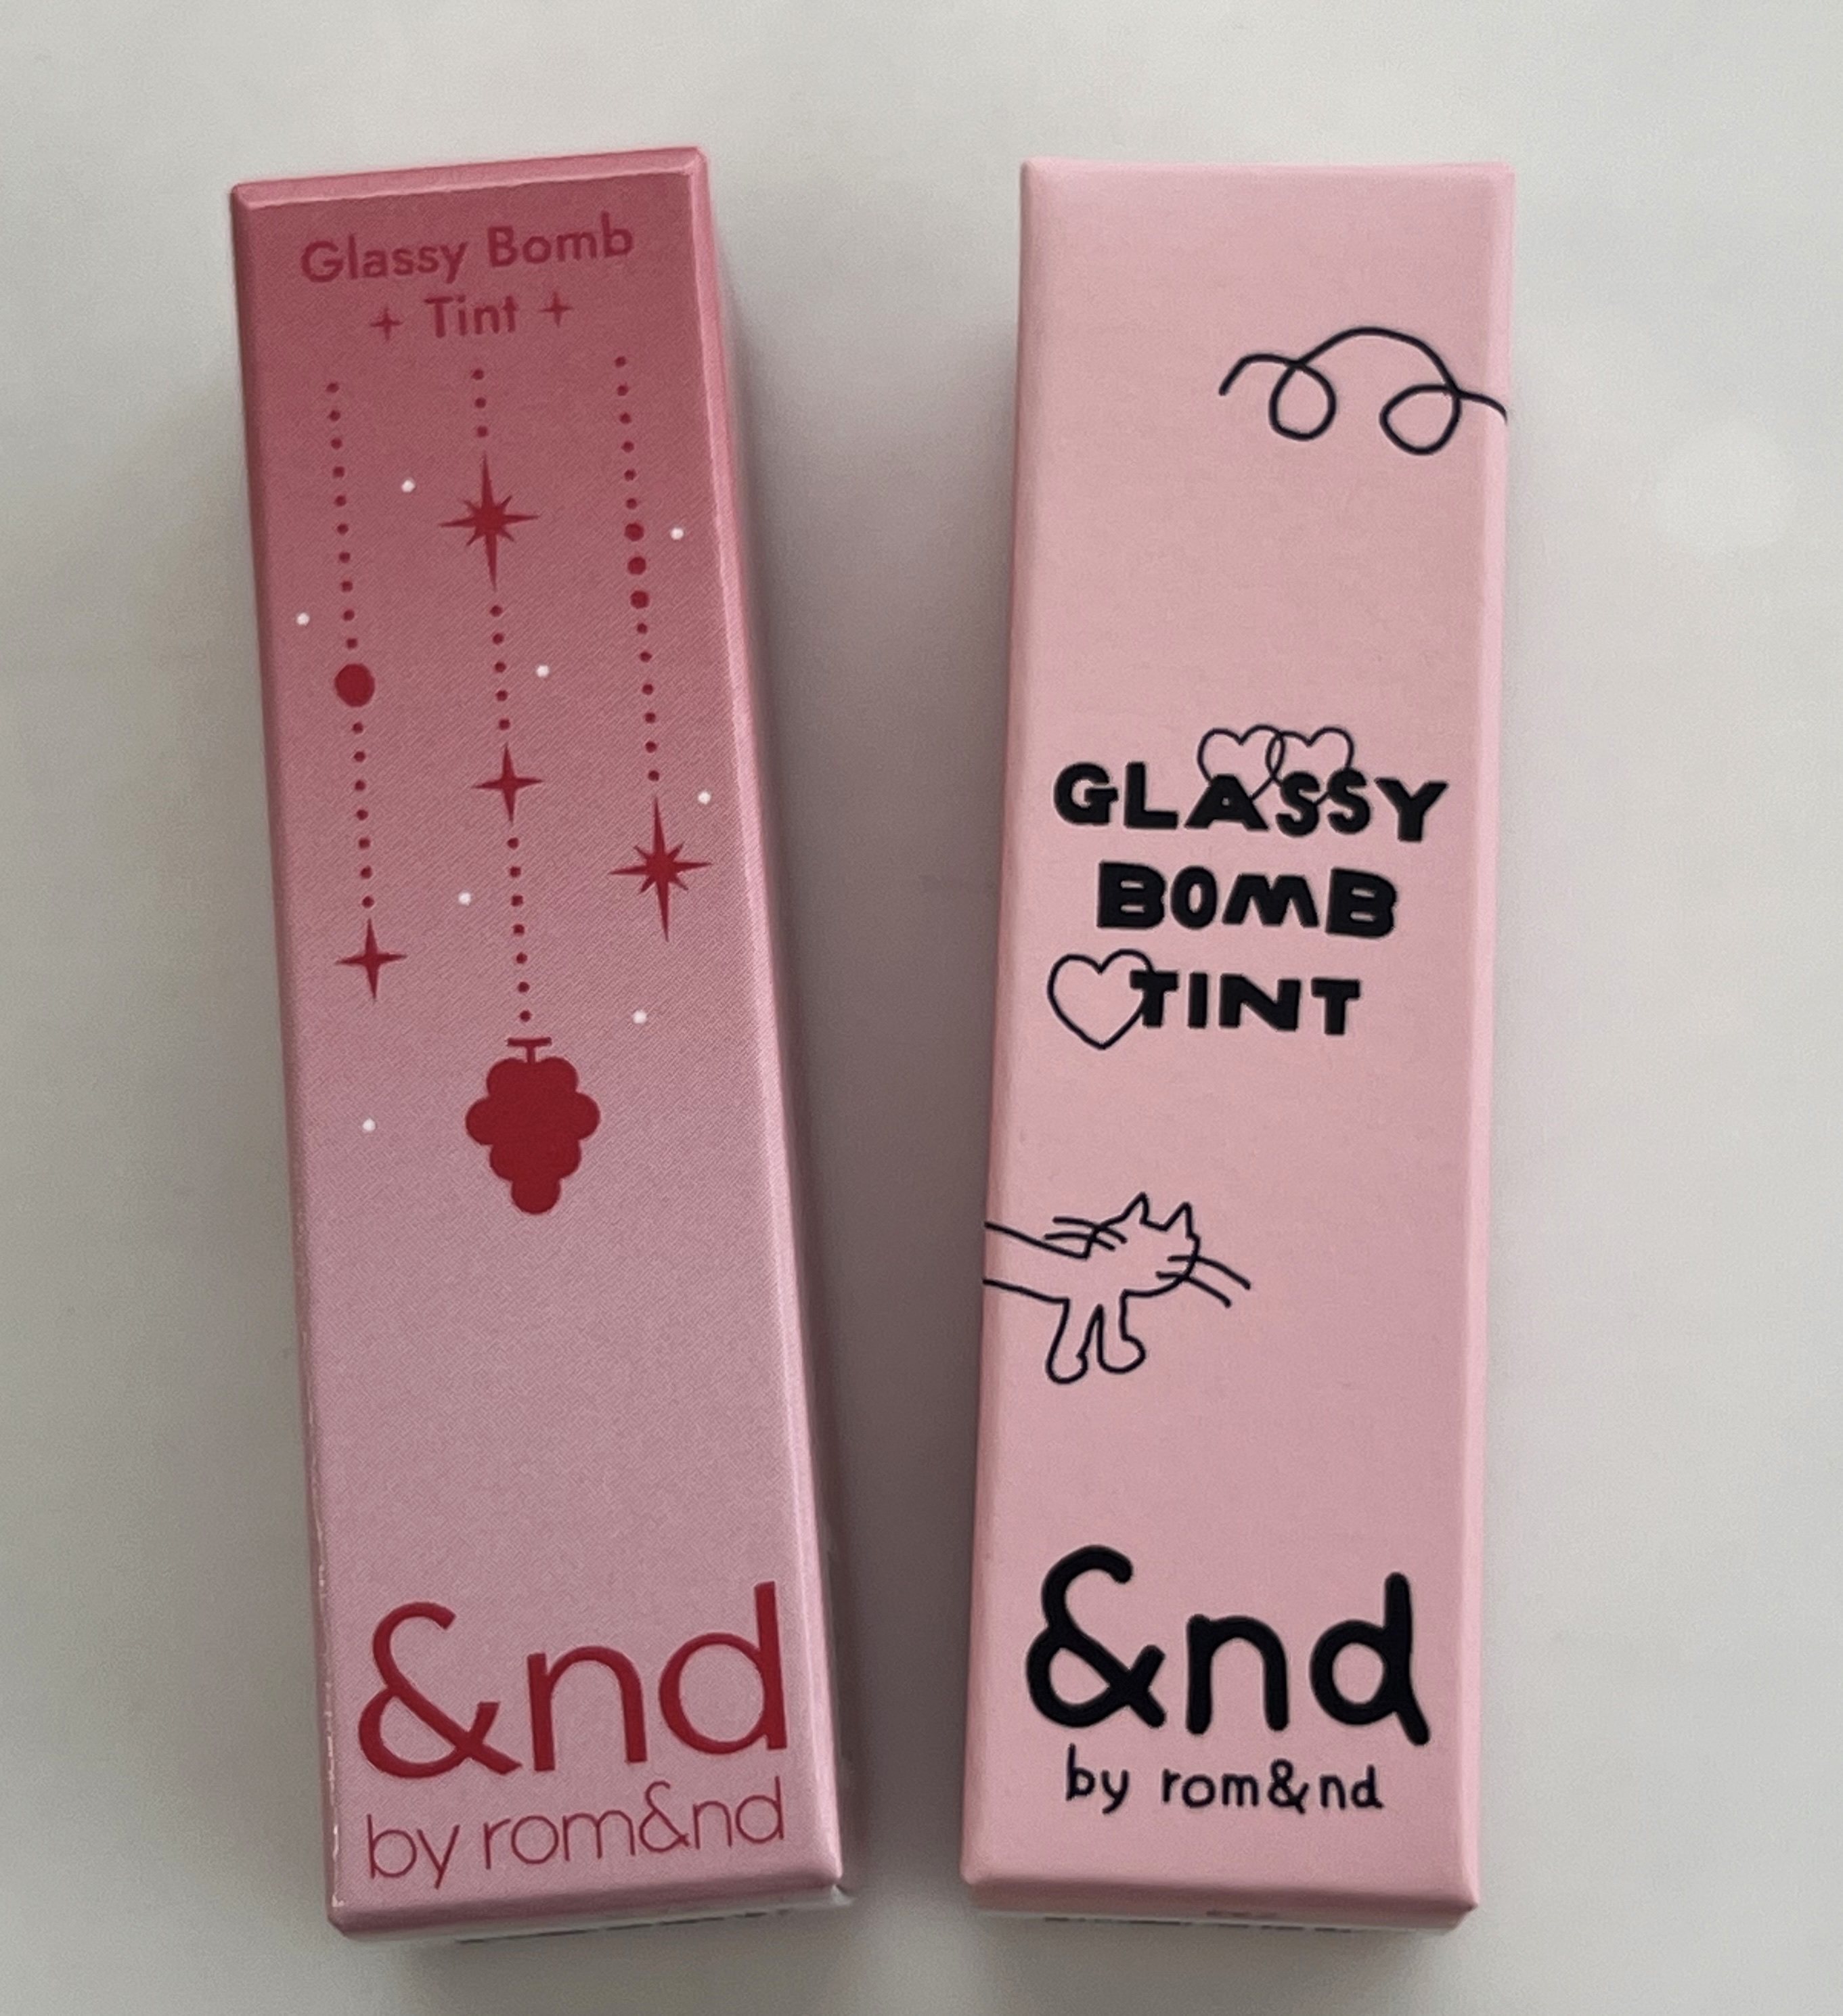 Glassy Bomb
Tint
&nd
by rom&nd
GLASSY
BOMB
TINT
&nd
by rom&nd